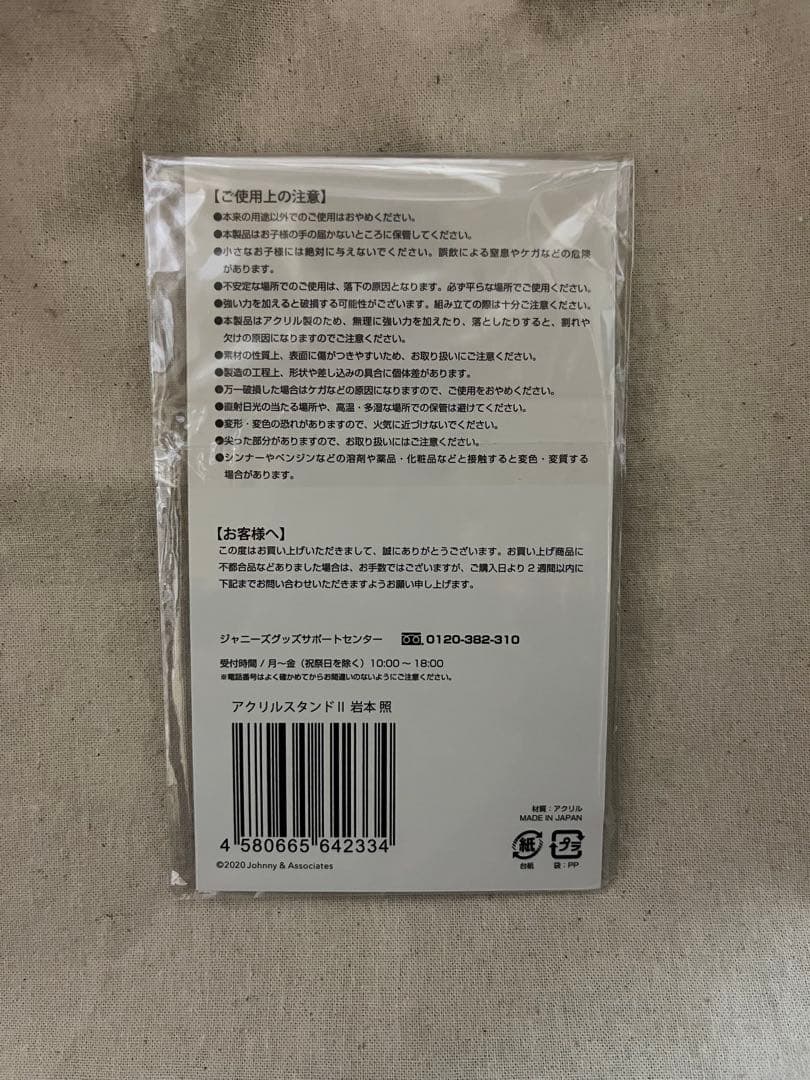 【ご使用上の注意】
●本来の用途以外でのご使用はおやめください。
●本製品はお子様の手の届かないところに保管してください。
●小さなお子様には絶対に与えないでください。誤飲による窒息やケガなどの危険
があります。
●不安定な場所でのご使用は、落下の原因となります。必ず平らな場所でご使用ください。
●強い力を加えると破損する可能性がございます。組み立ての際は十分ご注意ください。
●本製品はアクリル製のため、無理に強い力を加えたり、落としたりすると、割れや
欠けの原因になりますのでご注意ください。
●素材の性質上、表面に傷がつきやすいため、お取り扱いにご注意ください。
●製造の工程上、形状や差し込みの具合に個体差があります。
●万一破損した場合はケガなどの原因になりますので、ご使用をおやめください。
●直射日光の当たる場所や、高温・多湿な場所での保管は避けてください。
●変形・変色の恐れがありますので、火気に近づけないでください。
●尖った部分がありますので、お取り扱いにはご注意ください。
●シンナーやベンジンなどの溶剤や薬品・化粧品などと接触すると変色・変質する
場合があります。
【お客様へ】
この度はお買い上げいただきまして、誠にありがとうございます。お買い上げ商品に
不都合品などありました場合は、お手数ではございますが、ご購入日より2週間以内に
下記までお問い合わせいただきますようお願い申し上げます。
ジャニーズグッズサポートセンター 0120-382-310
受付時間/月〜金(祝祭日を除く)10:00〜18:00
※電話番号はよく確かめてからお間違いのないようにご注意ください。
アクリルスタンドII 岩本 照
4 580665 642334
©2020 Johnny & Associates
材質:アクリル
MADE IN JAPAN
紙 プラ
台紙 袋:PP